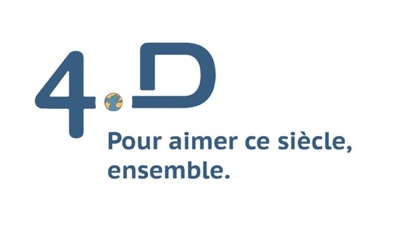 4.D
Pour aimer ce siècle,
ensemble.